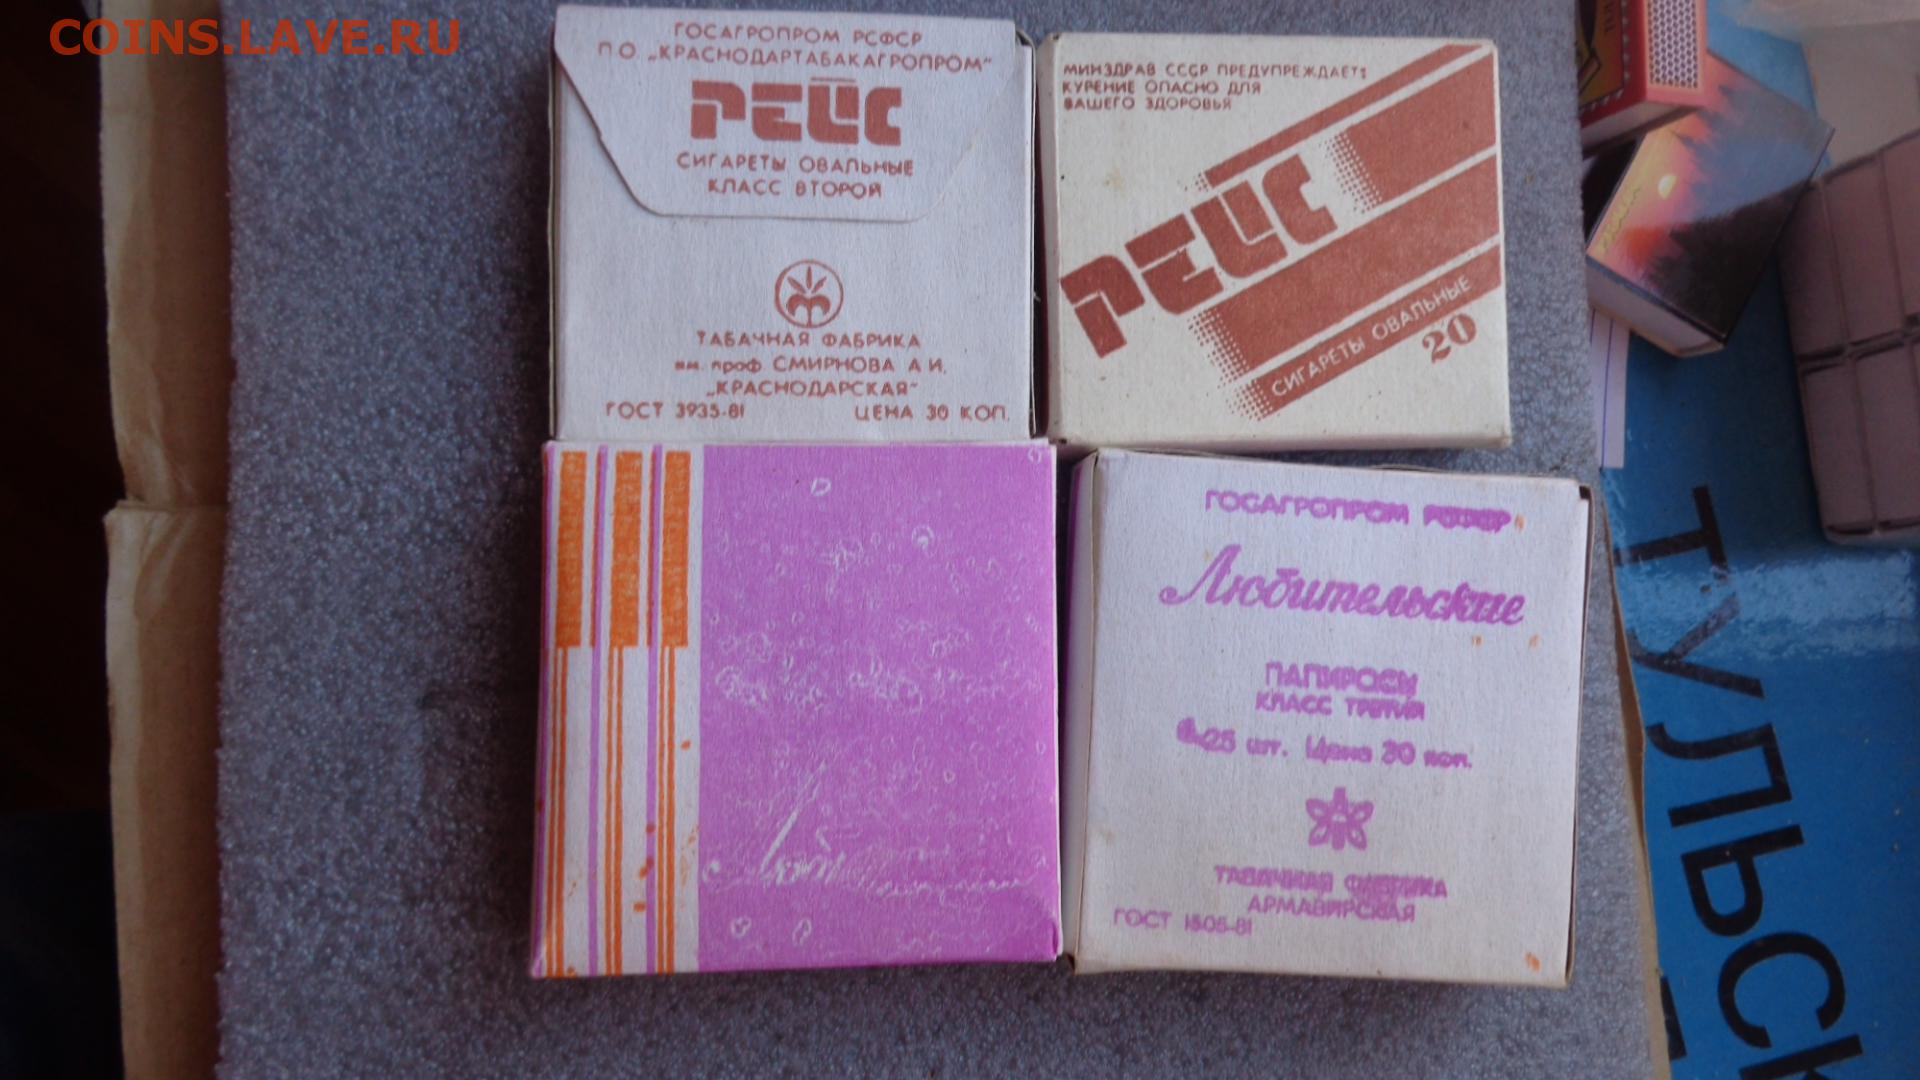 COINS.LAVE.RU
ГОСАГРОПРОМ РСФСР
П.О. „КРАСНОДАРТАБАКАГРОПРОМ"
РЕЙС
СИГАРЕТЫ ОВАЛЬНЫЕ
КЛАСС ВТОРОЙ
ТАБАЧНАЯ ФАБРИКА
им. проф. СМИРНОВА А.И.
„КРАСНОДАРСКАЯ"
ГОСТ 3935-81 ЦЕНА 30 КОП.
МИНЗДРАВ СССР ПРЕДУПРЕЖДАЕТ:
КУРЕНИЕ ОПАСНО ДЛЯ
ВАШЕГО ЗДОРОВЬЯ
РЕЙС
СИГАРЕТЫ ОВАЛЬНЫЕ
20
ГОСАГРОПРОМ РСФСР
Любительские
ПАПИРОСЫ
КЛАСС ТРЕТИЙ
25 шт. Цена 30 коп.
ТАБАЧНАЯ ФАБРИКА
АРМАВИРСКАЯ
ГОСТ 1505-81
ТУЛЬСК